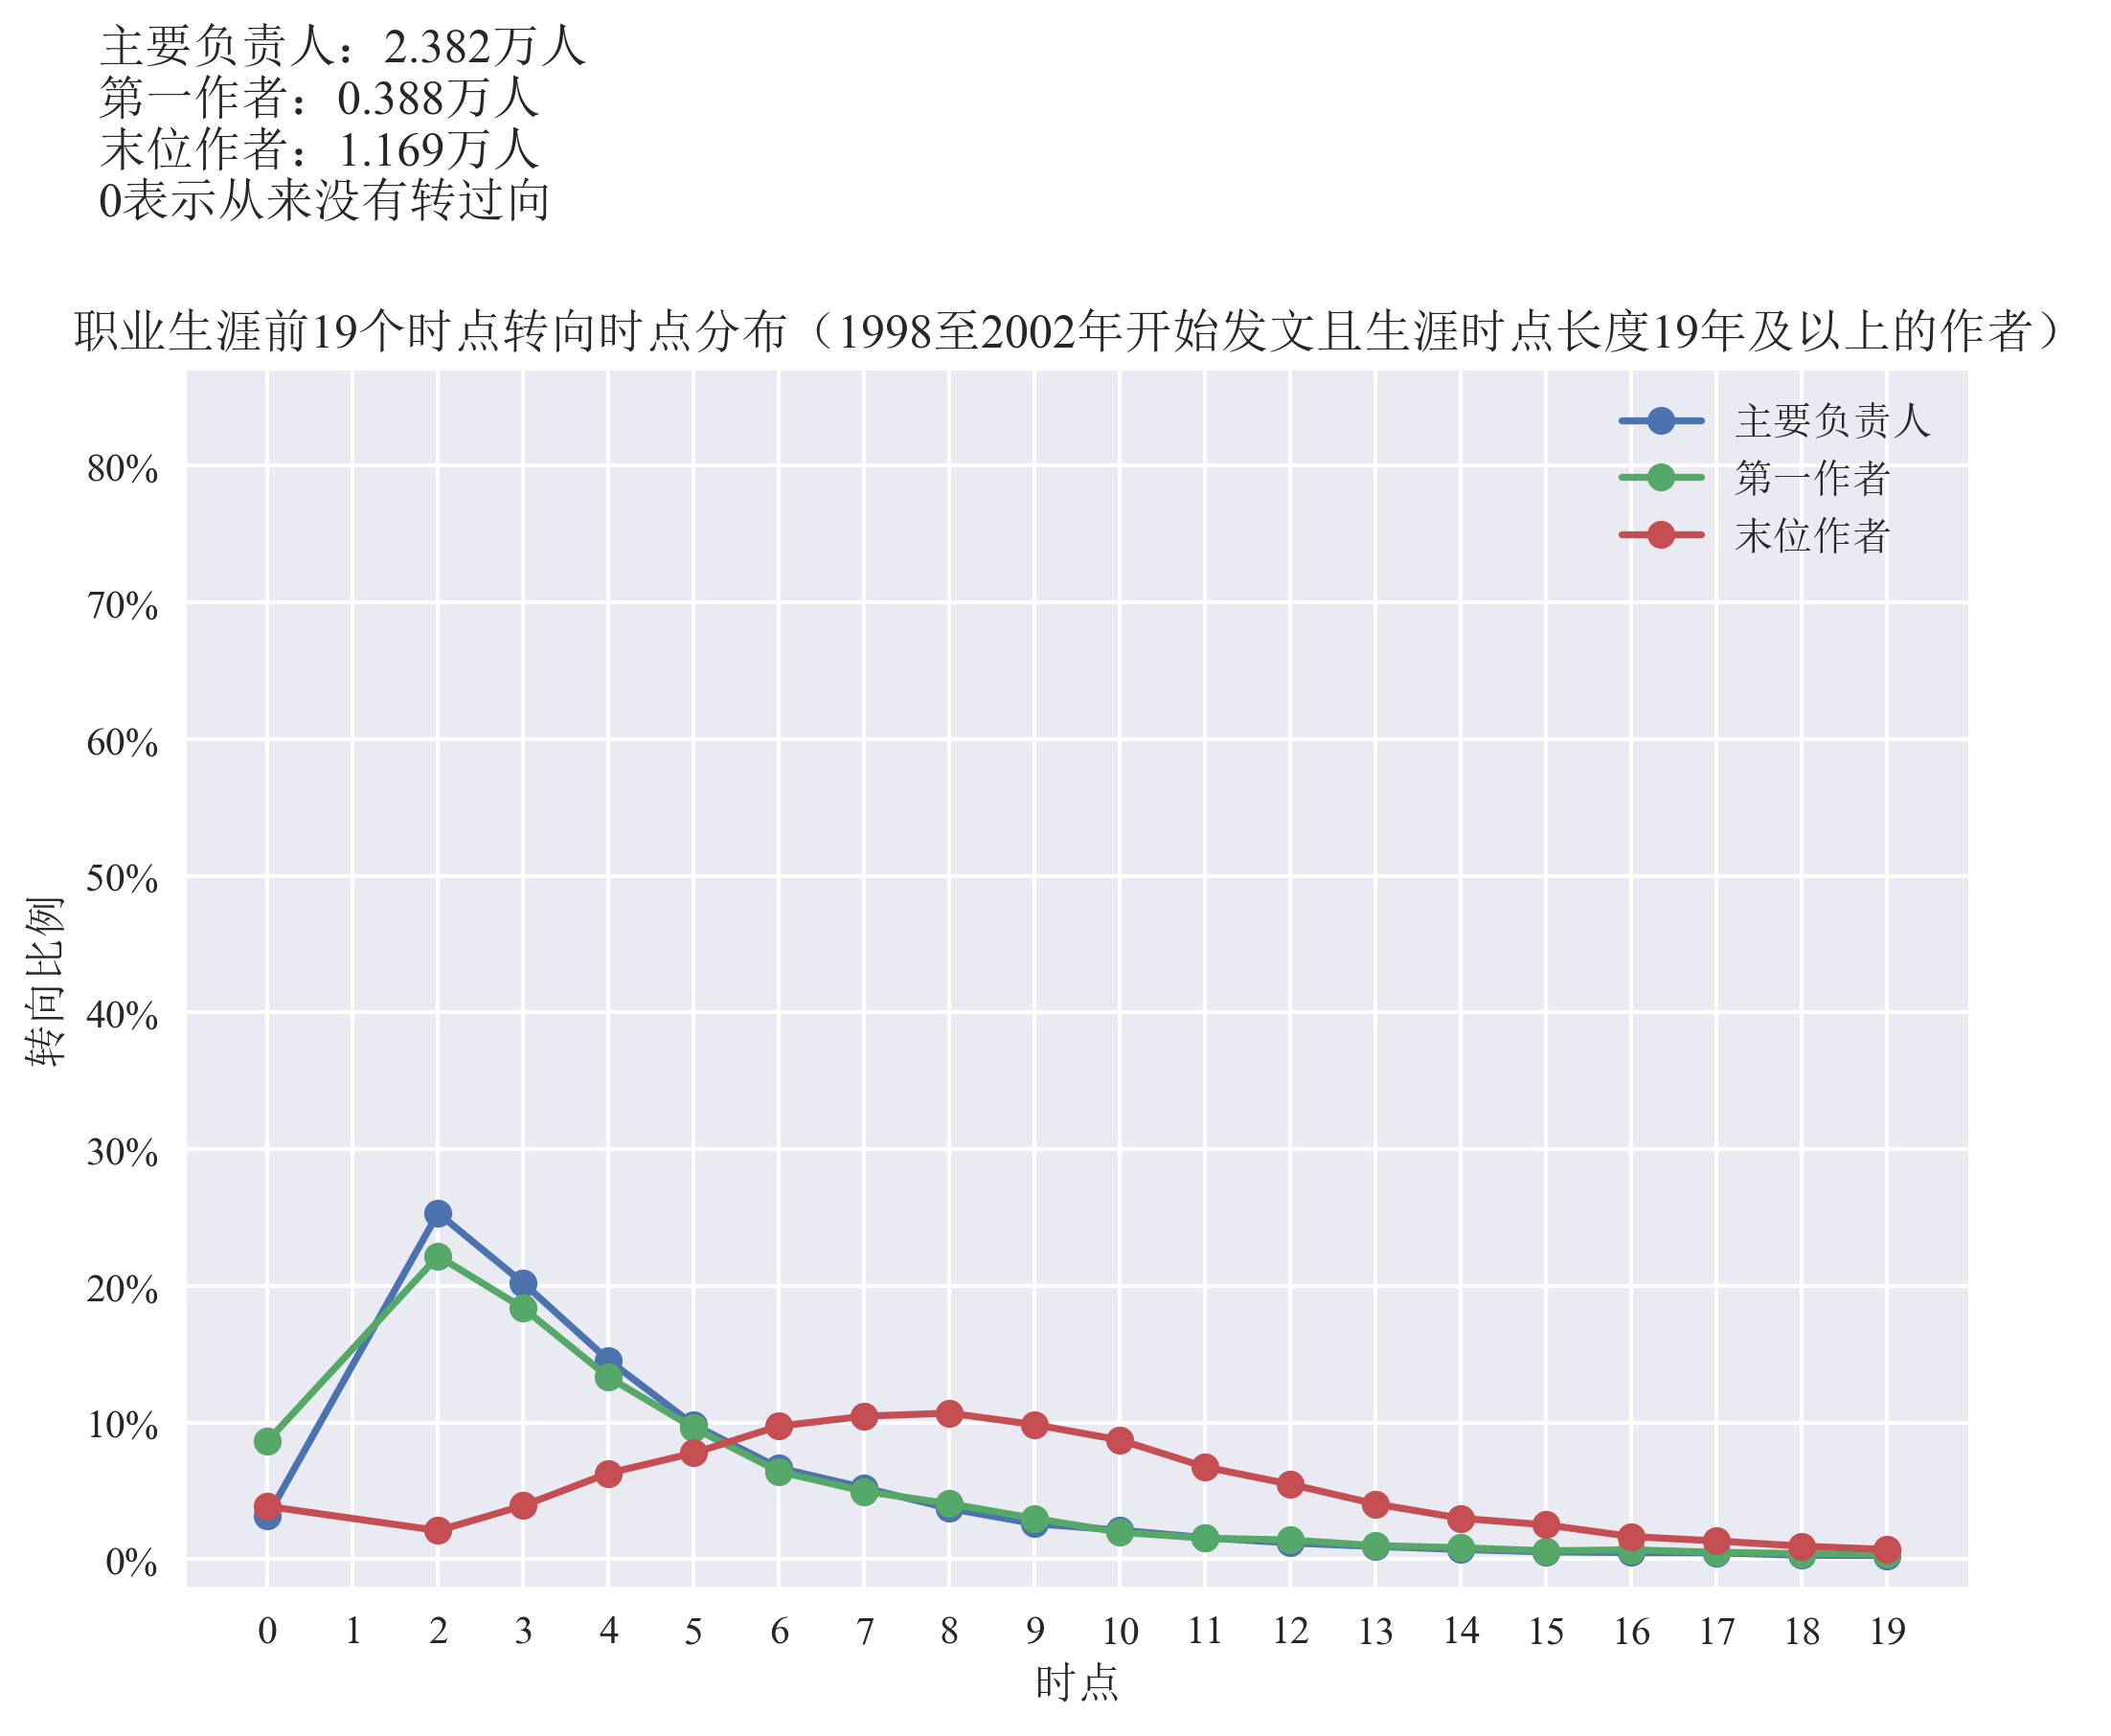 主要负责人：2.382万人
第一作者：0.388万人
末位作者：1.169万人
0表示从来没有转过向
职业生涯前19个时点转向时点分布（1998至2002年开始发文且生涯时点长度19年及以上的作者）
主要负责人
第一作者
末位作者
80%
70%
60%
50%
40%
30%
20%
10%
0%
转向比例
0 1 2 3 4 5 6 7 8 9 10 11 12 13 14 15 16 17 18 19
时点